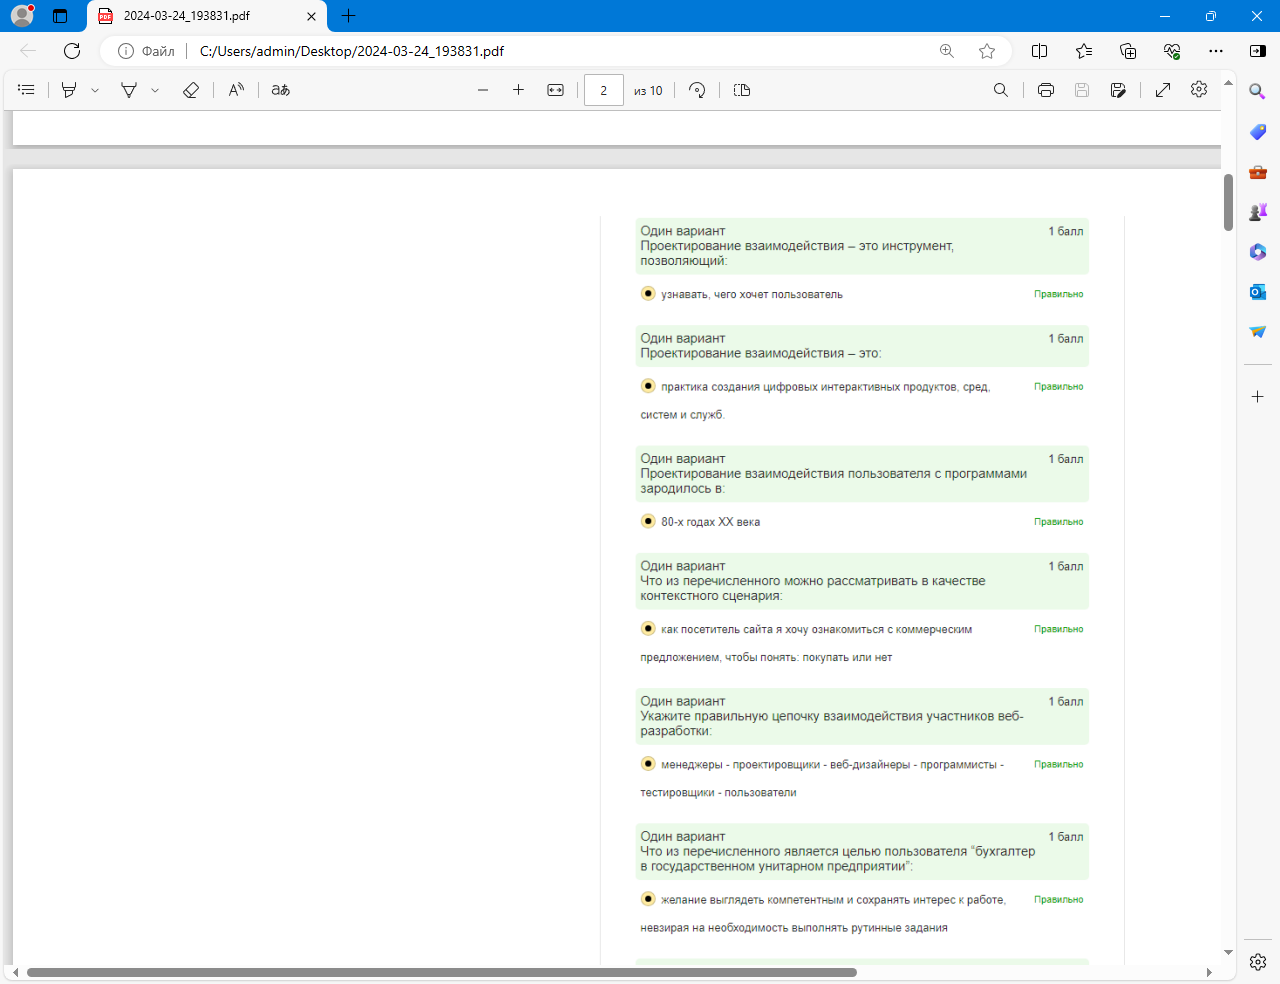 2024-03-24_193831.pdf
Файл
C:/Users/admin/Desktop/2024-03-24_193831.pdf
2 из 10
Один вариант 1 балл
Проектирование взаимодействия – это инструмент,
позволяющий:
узнавать, чего хочет пользователь Правильно
Один вариант 1 балл
Проектирование взаимодействия – это:
практика создания цифровых интерактивных продуктов, сред, Правильно
систем и служб.
Один вариант 1 балл
Проектирование взаимодействия пользователя с программами
зародилось в:
80-х годах XX века Правильно
Один вариант 1 балл
Что из перечисленного можно рассматривать в качестве
контекстного сценария:
как посетитель сайта я хочу ознакомиться с коммерческим Правильно
предложением, чтобы понять: покупать или нет
Один вариант 1 балл
Укажите правильную цепочку взаимодействия участников веб-
разработки:
менеджеры - проектировщики - веб-дизайнеры - программисты - Правильно
тестировщики - пользователи
Один вариант 1 балл
Что из перечисленного является целью пользователя "бухгалтер
в государственном унитарном предприятии":
желание выглядеть компетентным и сохранять интерес к работе, Правильно
невзирая на необходимость выполнять рутинные задания